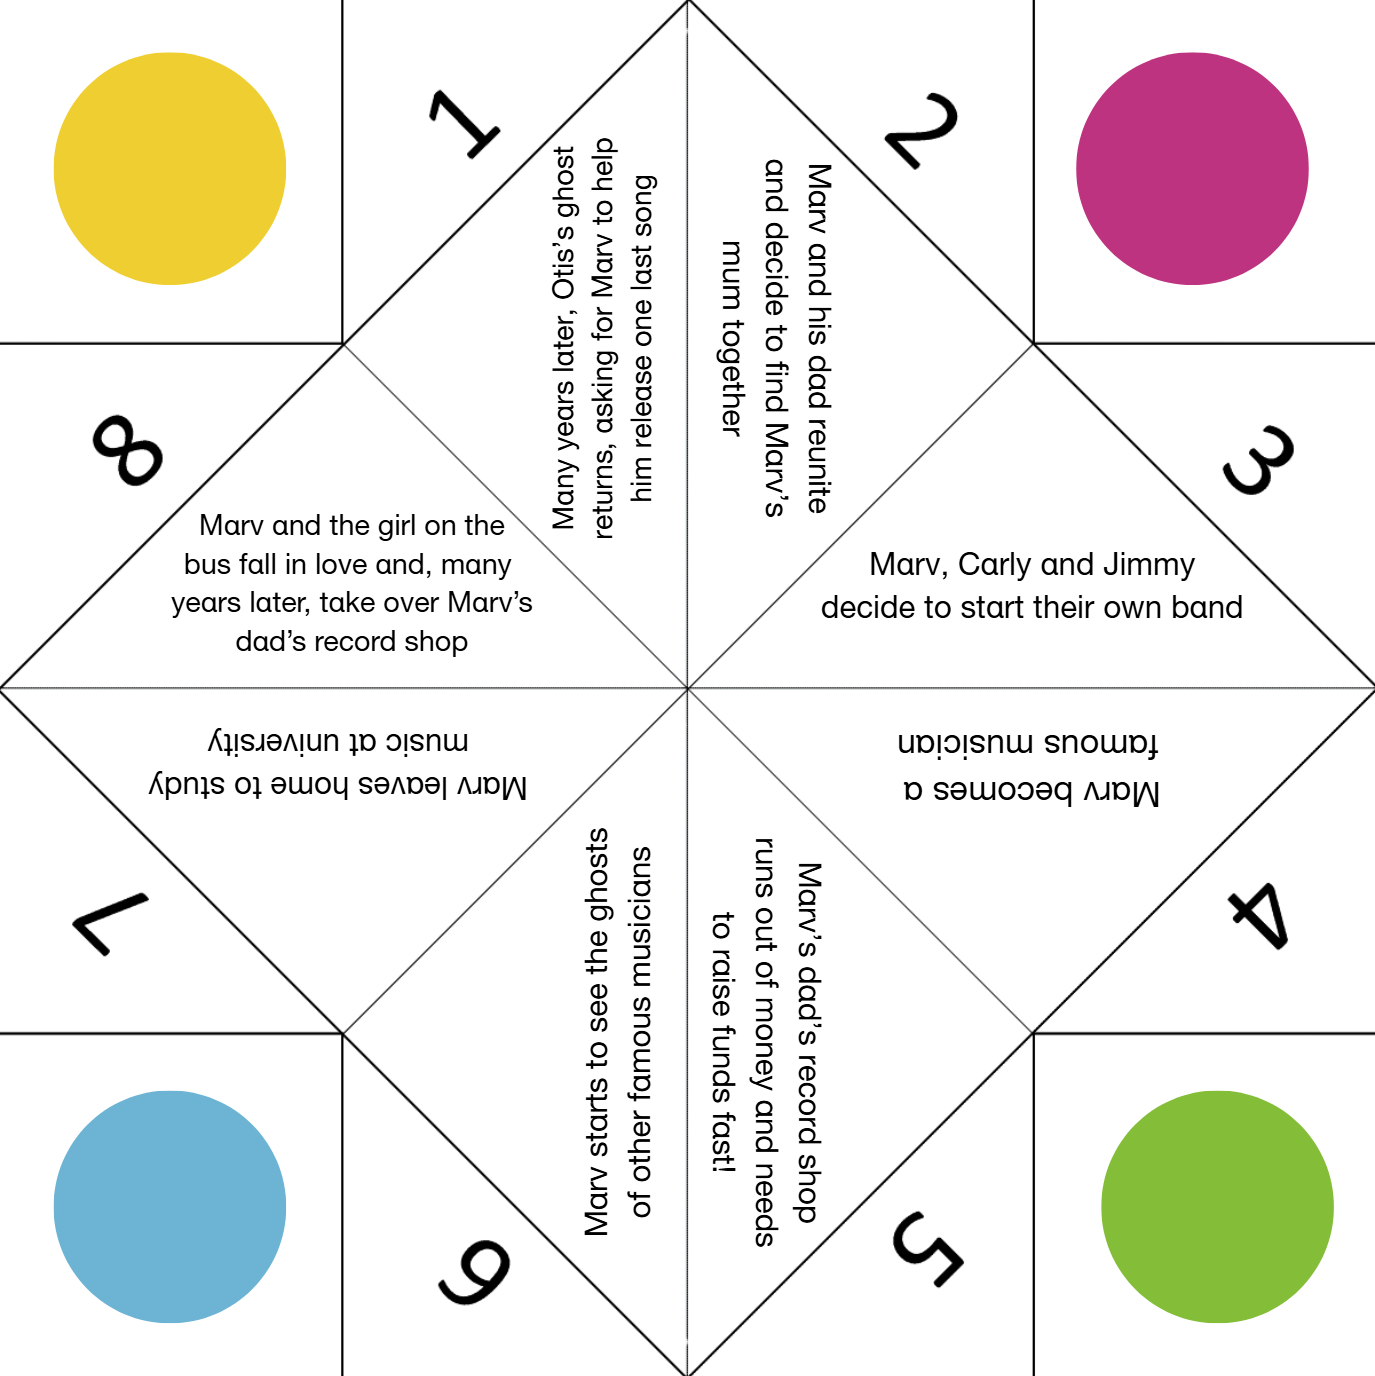 1
Many years later, Otis's ghost
returns, asking for Marv to help
him release one last song
2
Marv and his dad reunite
and decide to find Marv's
mum together
3
Marv, Carly and Jimmy
decide to start their own band
4
Marv becomes a
famous musician
5
Marv's dad's record shop
runs out of money and needs
to raise funds fast!
6
Marv starts to see the ghosts
of other famous musicians
7
Marv leaves home to study
music at university
8
Marv and the girl on the
bus fall in love and, many
years later, take over Marv's
dad's record shop